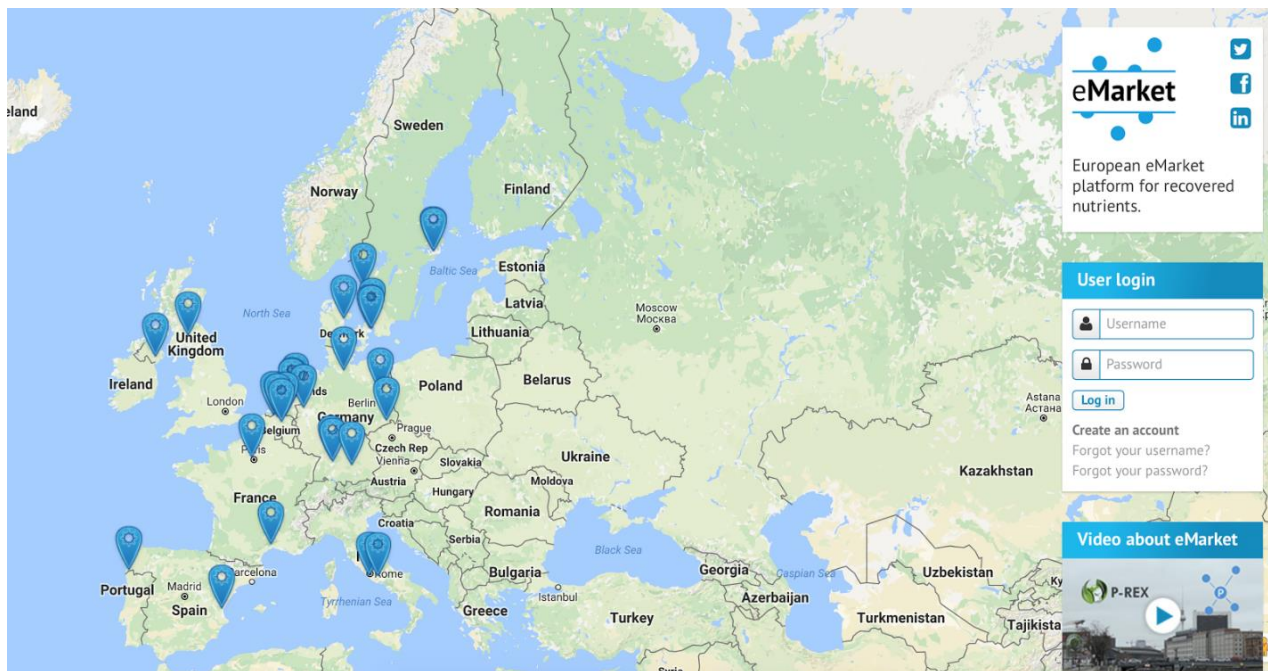 eland
Sweden
Norway
Finland
Baltic Sea
Estonia
North Sea
Latvia
Moscow
Москва
Lithuania
United
Kingdom
Ireland
Poland
Belarus
London
Berlin
Germany
Belgium
Prague
Czech Rep
Paris
Vienna
Slovakia
Ukraine
Austria
Moldova
Hungary
France
Romania
Croatia
Serbia
Black Sea
Bulgaria
Rome
Portugal
Madrid
arcelona
Spain
Istanbul
Tyrrhenian Sea
Greece
Turkey
Georgia
Caspian Sea
Azerbaijan
Uzbekistan
Turkmenistan
Tajikista
Kazakhstan
Astana
Астана
eMarket
European eMarket
platform for recovered
nutrients.
User login
Username
Password
Log in
Create an account
Forgot your username?
Forgot your password?
Video about eMarket
P-REX
P